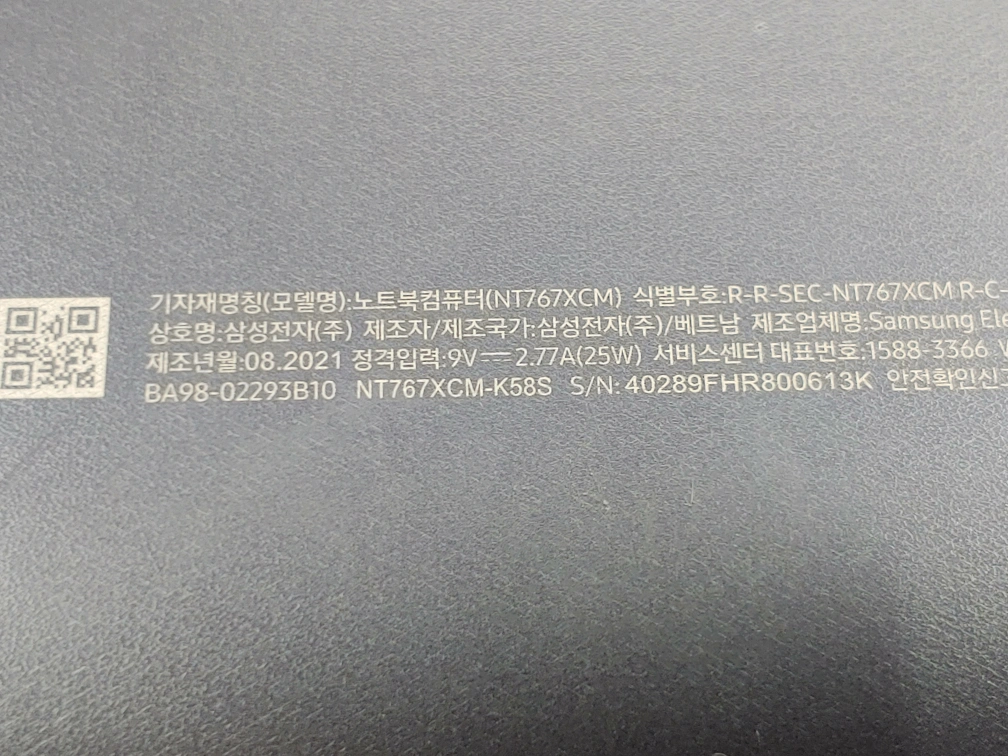 기자재명칭(모델명):노트북컴퓨터(NT767XCM) 식별부호:R-R-SEC-NT767XCM R-C
상호명:삼성전자(주) 제조자/제조국가:삼성전자(주)/베트남 제조업체명:Samsung Ele
제조년월:08.2021 정격입력:9V⎓2.77A(25W) 서비스센터 대표번호:1588-3366
BA98-02293B10 NT767XCM-K58S S/N:40289FHR800613K 안전확인신고